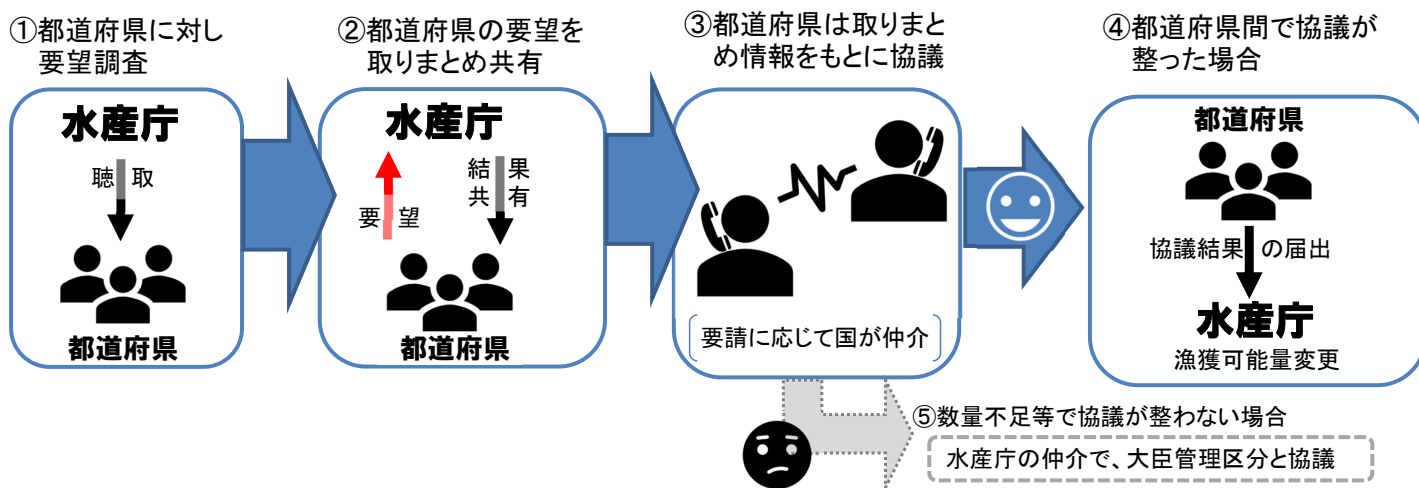 ①都道府県に対し
要望調査
水産庁
聴取
都道府県
②都道府県の要望を
取りまとめ共有
水産庁
要望
結果
共有
都道府県
③都道府県は取りまと
め情報をもとに協議
要請に応じて国が仲介
④都道府県間で協議が
整った場合
都道府県
協議結果の届出
水産庁
漁獲可能量変更
⑤数量不足等で協議が整わない場合
水産庁の仲介で、大臣管理区分と協議